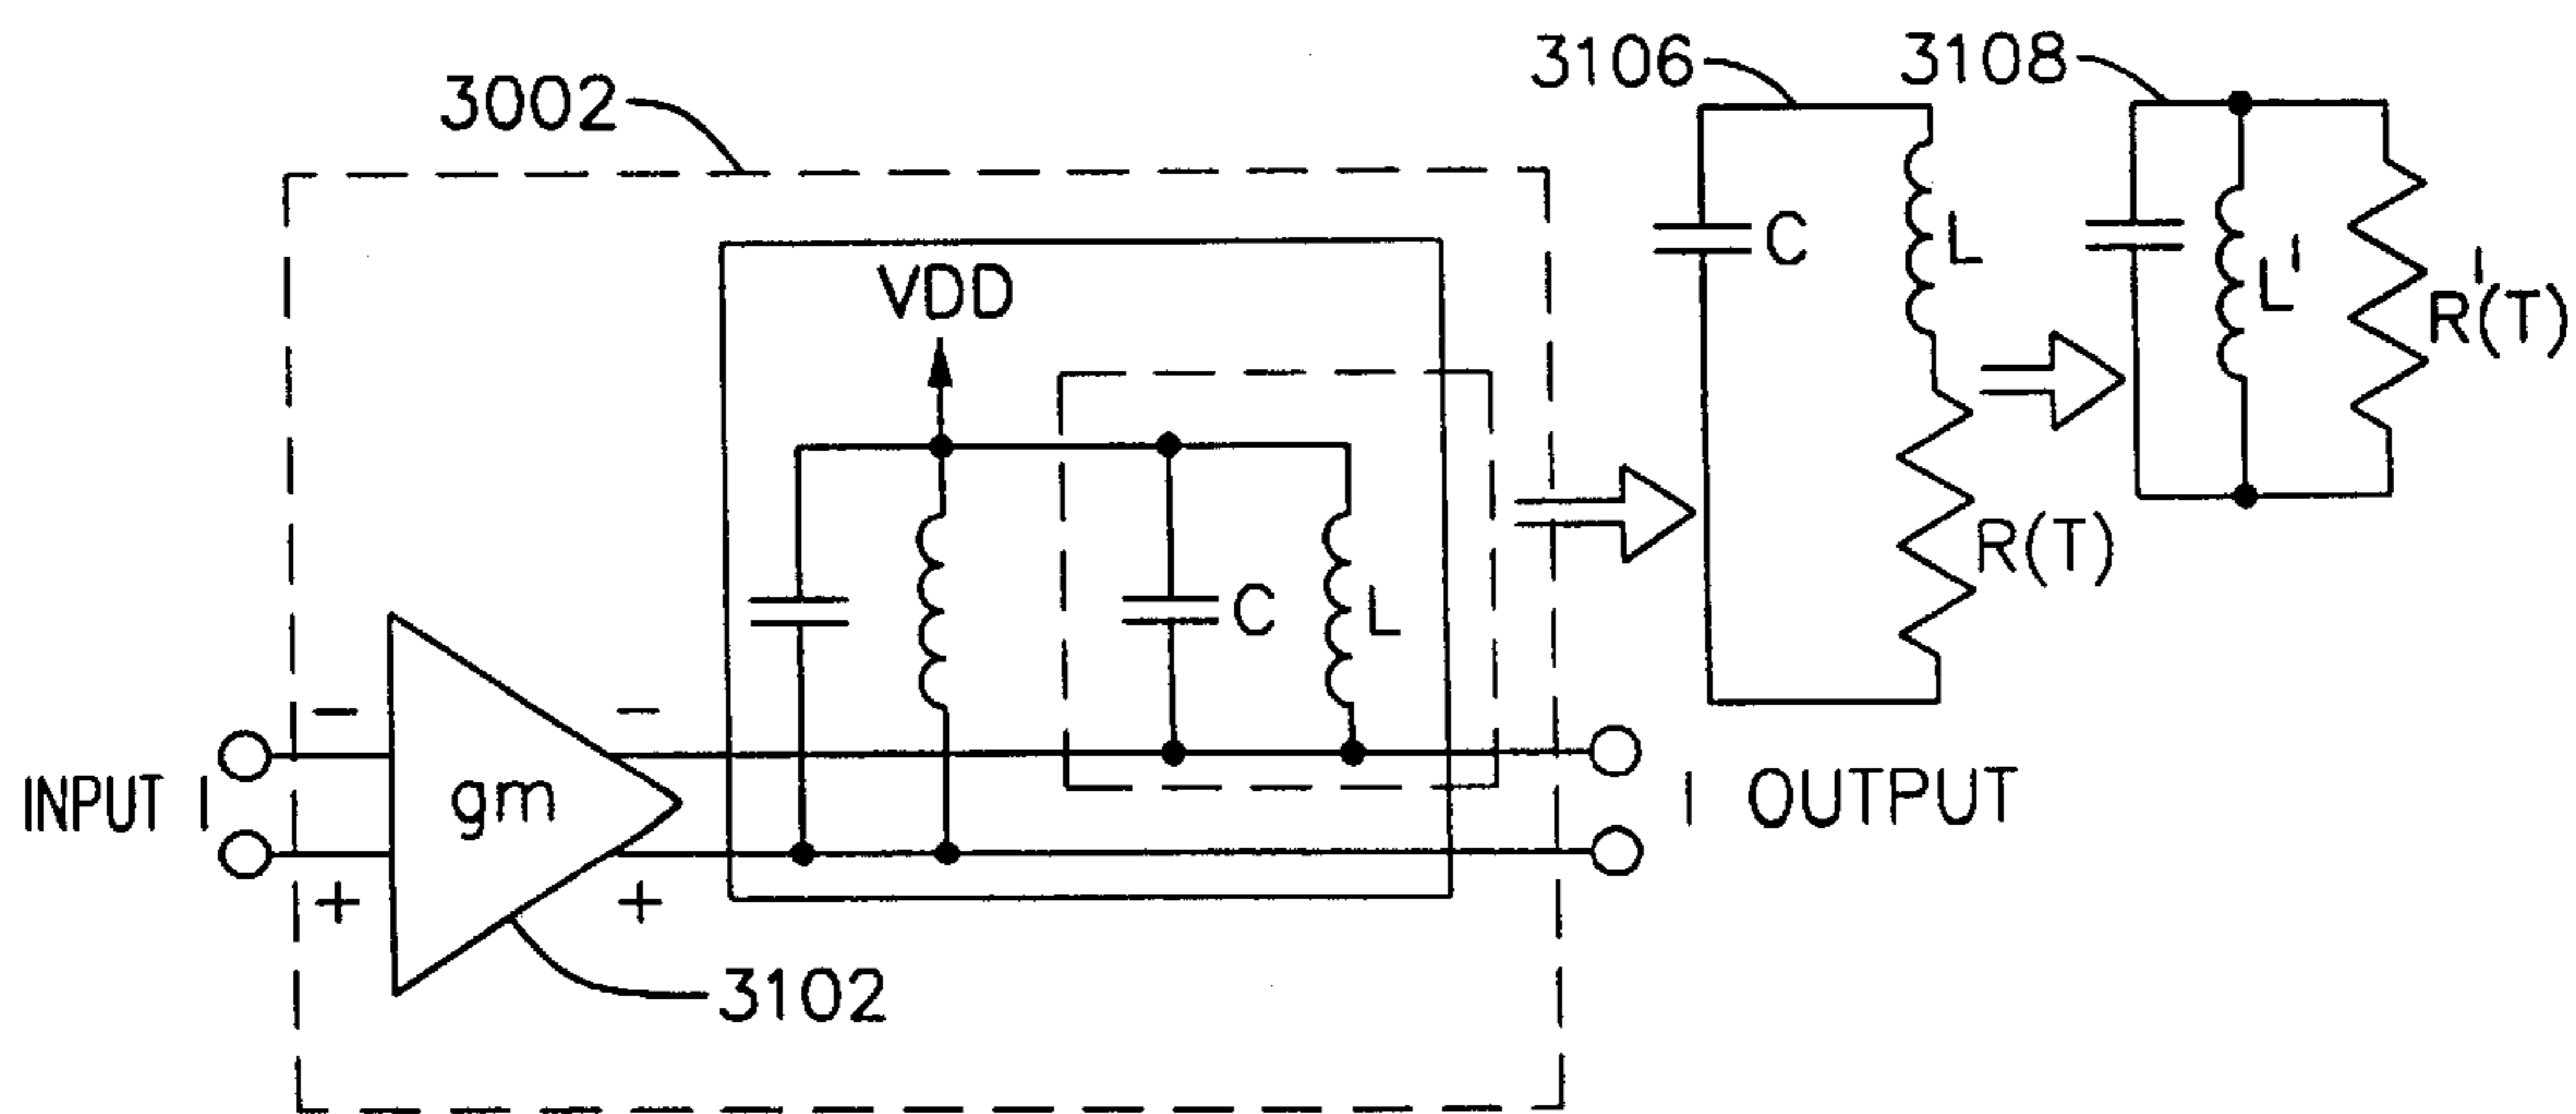 3002
3106
3108
VDD
C
L
L'
R'(T)
R(T)
C
L
gm
-
-
+
+
INPUT I
I OUTPUT
3102